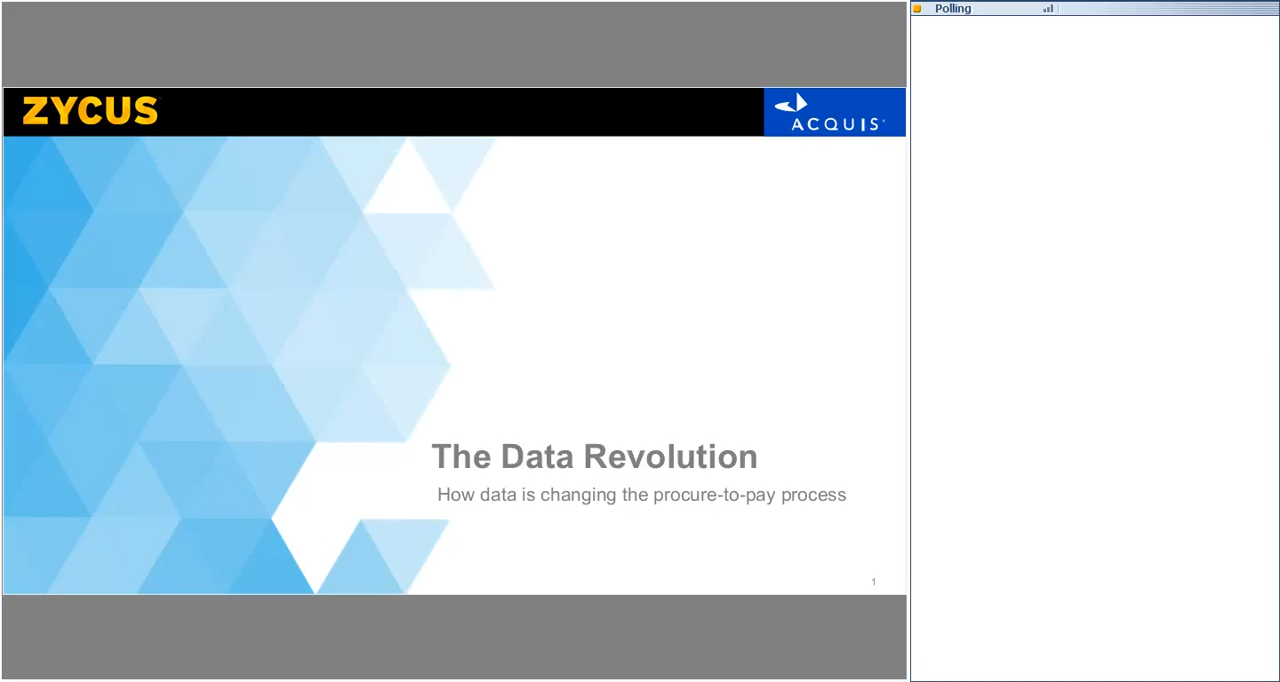 Polling
ZYCUS
ACQUIS
The Data Revolution
How data is changing the procure-to-pay process
1